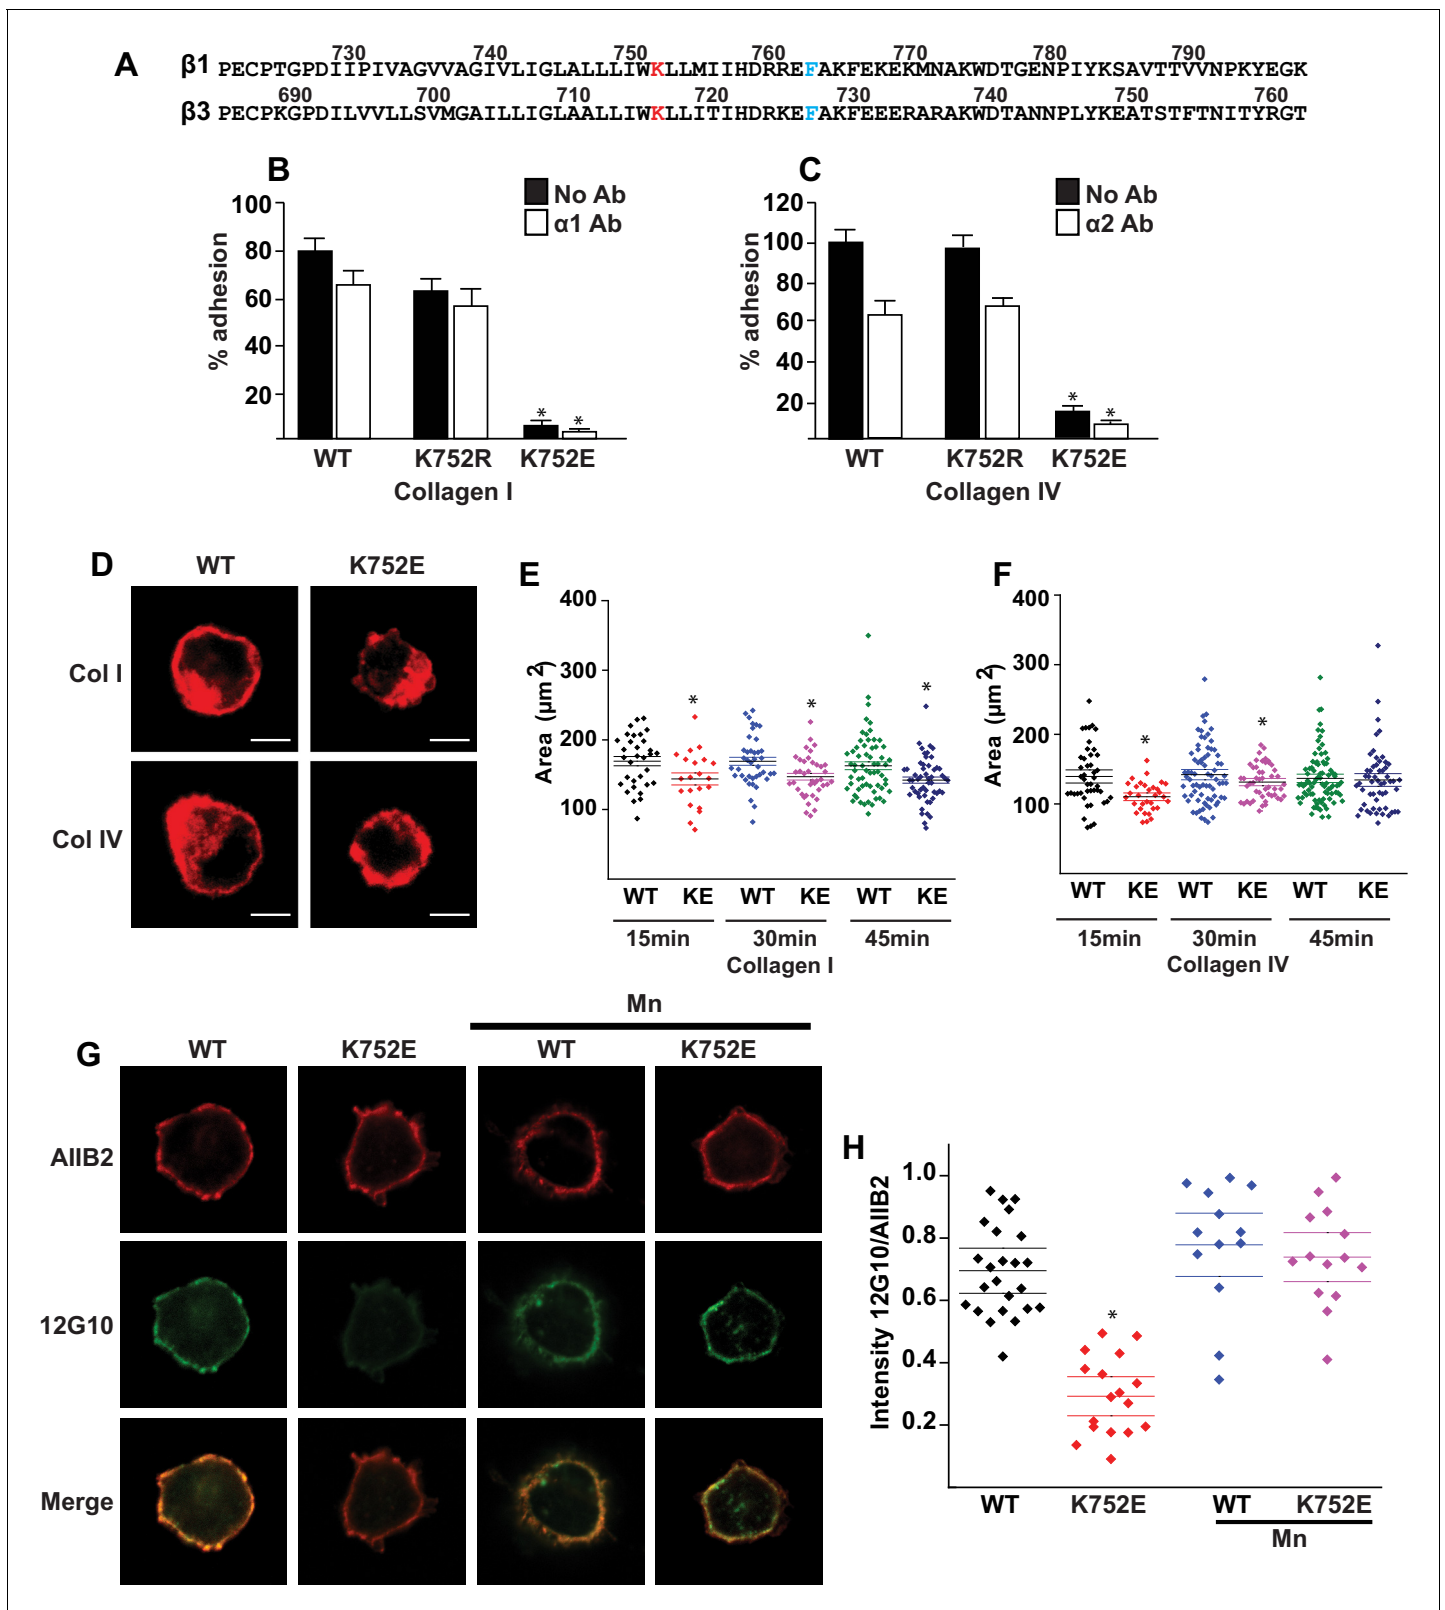 A
730 740 750 760 770 780 790
β1 PECPTGPDIIPIVAGVVAGIVLIGLALLLIWKLLMIIHDRREFAKFEKEKMNAKWDTGENPIYKSAVTTVVNPKYEGK
690 700 710 720 730 740 750 760
β3 PECPKGPDILVVLLSVMGAILLIGLAALLIWKLLITIHDRKEFAKFEEERARAKWDTANNPLYKEATSTFTNITYRGT
B
No Ab
α1 Ab
% adhesion
100
80
60
40
20
* *
WT K752R K752E
Collagen I
C
No Ab
α2 Ab
% adhesion
120
100
80
60
40
20
* *
WT K752R K752E
Collagen IV
D
WT K752E
Col I
Col IV
E
Area (µm2)
400
300
200
100
* * *
WT KE WT KE WT KE
15min 30min 45min
Collagen I
F
Area (µm2)
400
300
200
100
* *
WT KE WT KE WT KE
15min 30min 45min
Collagen IV
G
Mn
WT K752E WT K752E
AIIB2
12G10
Merge
H
Intensity 12G10/AIIB2
1.0
0.8
0.6
0.4
0.2
*
WT K752E WT K752E
Mn